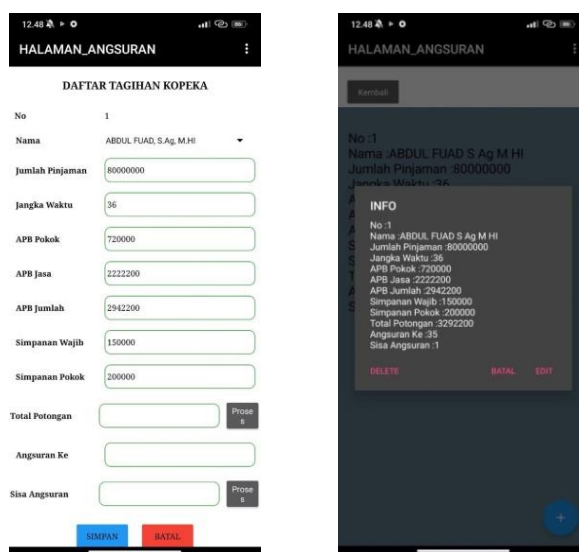 12.48
HALAMAN_ANGSURAN
DAFTAR TAGIHAN KOPEKA
No 1
Nama ABDUL FUAD, S.Ag, M.HI
Jumlah Pinjaman 80000000
Jangka Waktu 36
APB Pokok 720000
APB Jasa 2222200
APB Jumlah 2942200
Simpanan Wajib 150000
Simpanan Pokok 200000
Total Potongan Prose
s
Angsuran Ke
Sisa Angsuran Prose
s
SIMPAN BATAL
12.48
HALAMAN_ANGSURAN
Kembali
No :1
Nama :ABDUL FUAD S Ag M HI
Jumlah Pinjaman :80000000
Jangka Waktu :36
INFO
No :1
Nama :ABDUL FUAD S Ag M HI
Jumlah Pinjaman :80000000
Jangka Waktu :36
APB Pokok :720000
APB Jasa :2222200
APB Jumlah :2942200
Simpanan Wajib :150000
Simpanan Pokok :200000
Total Potongan :3292200
Angsuran Ke :35
Sisa Angsuran :1
DELETE BATAL EDIT